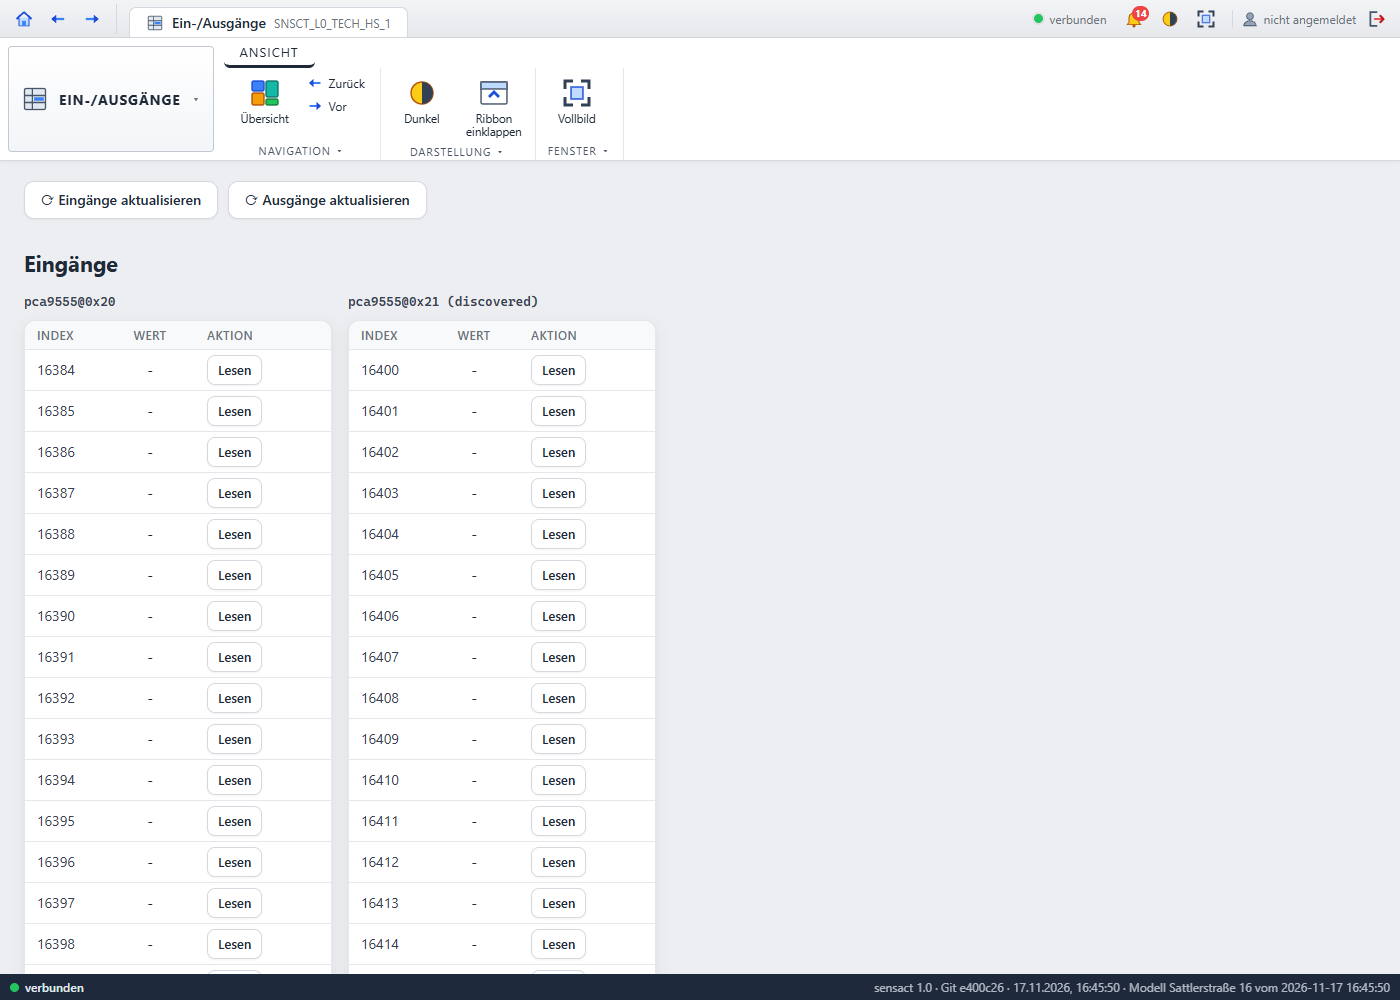 Ein-/Ausgänge SNSCT_L0_TECH_HS_1
verbunden
14
nicht angemeldet
EIN-/AUSGÄNGE
ANSICHT
Übersicht
Zurück
Vor
NAVIGATION
Dunkel
Ribbon
einklappen
DARSTELLUNG
Vollbild
FENSTER
Eingänge aktualisieren
Ausgänge aktualisieren
Eingänge
pca9555@0x20
INDEX WERT AKTION
16384 - Lesen
16385 - Lesen
16386 - Lesen
16387 - Lesen
16388 - Lesen
16389 - Lesen
16390 - Lesen
16391 - Lesen
16392 - Lesen
16393 - Lesen
16394 - Lesen
16395 - Lesen
16396 - Lesen
16397 - Lesen
16398 - Lesen
pca9555@0x21 (discovered)
INDEX WERT AKTION
16400 - Lesen
16401 - Lesen
16402 - Lesen
16403 - Lesen
16404 - Lesen
16405 - Lesen
16406 - Lesen
16407 - Lesen
16408 - Lesen
16409 - Lesen
16410 - Lesen
16411 - Lesen
16412 - Lesen
16413 - Lesen
16414 - Lesen
verbunden
sensact 1.0 · Git e400c26 · 17.11.2026, 16:45:50 · Modell Sattlerstraße 16 vom 2026-11-17 16:45:50